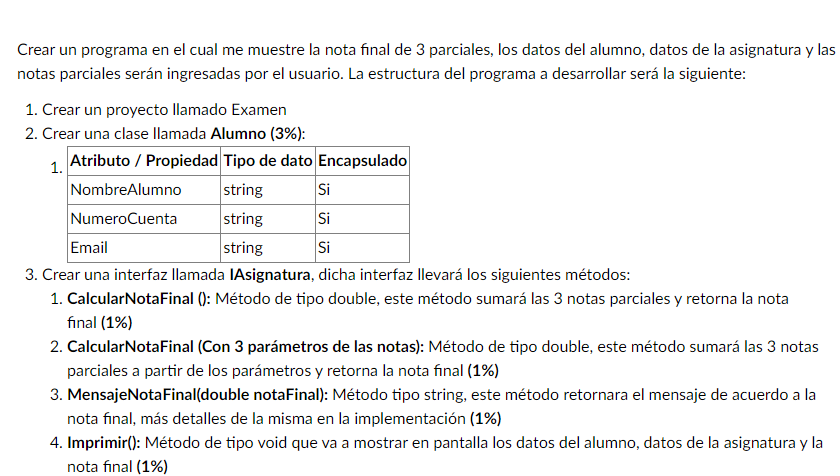 Crear un programa en el cual me muestre la nota final de 3 parciales, los datos del alumno, datos de la asignatura y las
notas parciales serán ingresadas por el usuario. La estructura del programa a desarrollar será la siguiente:
1. Crear un proyecto llamado Examen
2. Crear una clase llamada Alumno (3%):
1.
Atributo / Propiedad Tipo de dato Encapsulado
NombreAlumno string Si
NumeroCuenta string Si
Email string Si
3. Crear una interfaz llamada IAsignatura, dicha interfaz llevará los siguientes métodos:
1. CalcularNotaFinal (): Método de tipo double, este método sumará las 3 notas parciales y retorna la nota
final (1%)
2. CalcularNotaFinal (Con 3 parámetros de las notas): Método de tipo double, este método sumará las 3 notas
parciales a partir de los parámetros y retorna la nota final (1%)
3. MensajeNotaFinal(double notaFinal): Método tipo string, este método retornara el mensaje de acuerdo a la
nota final, más detalles de la misma en la implementación (1%)
4. Imprimir(): Método de tipo void que va a mostrar en pantalla los datos del alumno, datos de la asignatura y la
nota final (1%)